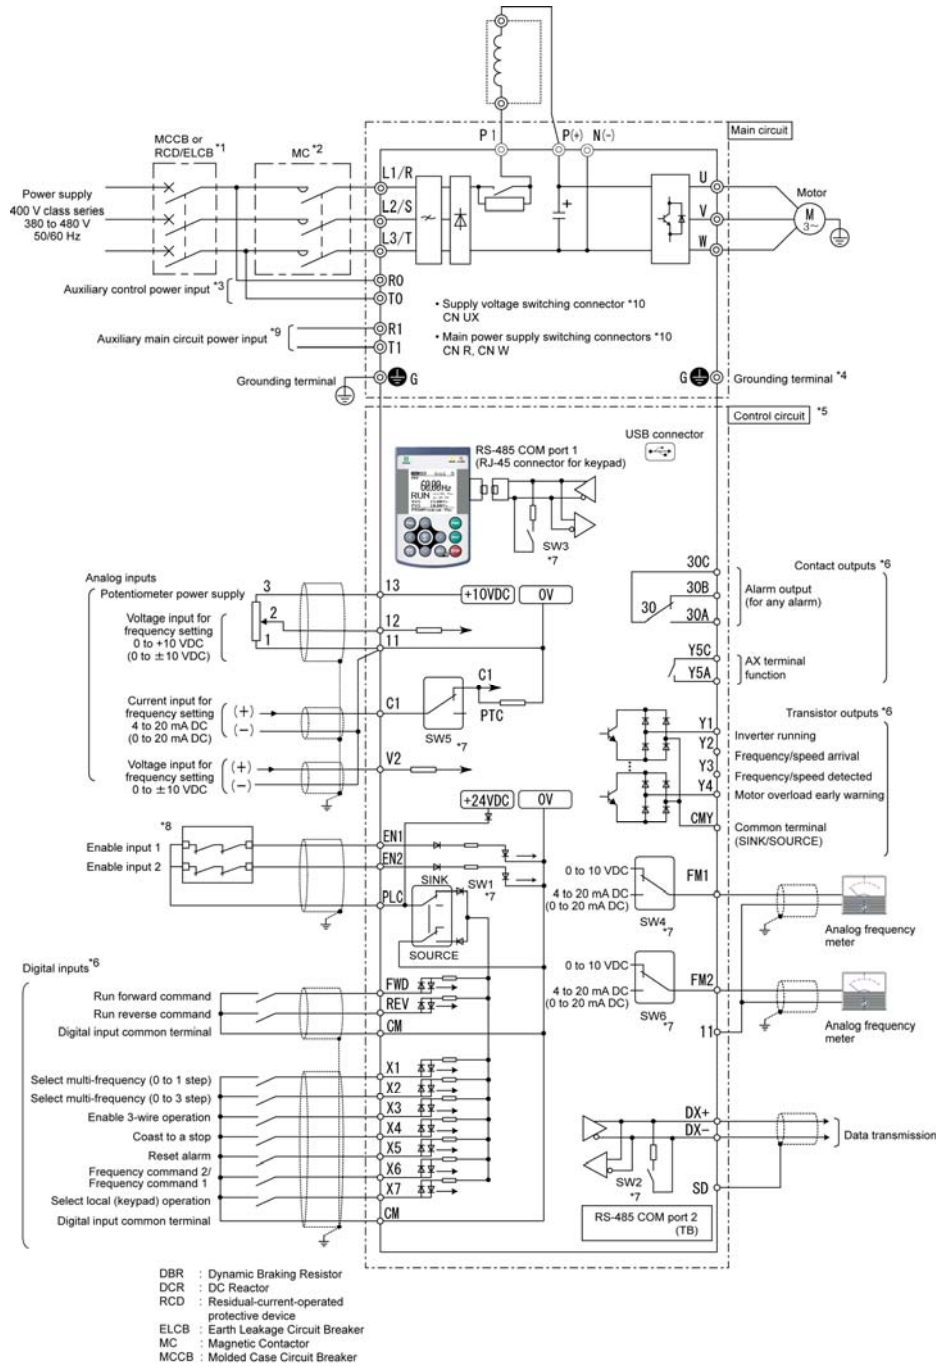 P1
P(+)
N(-)
Main circuit
MCCB or
RCD/ELCB *1
MC *2
Power supply
400 V class series
380 to 480 V
50/60 Hz
L1/R
L2/S
L3/T
+
U
V
W
Motor
M
3~
Auxiliary control power input *3
R0
T0
Auxiliary main circuit power input *9
R1
T1
• Supply voltage switching connector *10
CN UX
• Main power supply switching connectors *10
CN R, CN W
Grounding terminal
G
G
Grounding terminal *4
Control circuit *5
RS-485 COM port 1
(RJ-45 connector for keypad)
USB connector
RUN
SW3
*7
Analog inputs
Potentiometer power supply
3
2
1
Voltage input for
frequency setting
0 to +10 VDC
(0 to ±10 VDC)
13
12
11
+10VDC
0V
Current input for
frequency setting
4 to 20 mA DC
(0 to 20 mA DC)
(+)
(−)
C1
C1
PTC
SW5
*7
Voltage input for
frequency setting
0 to ±10 VDC
(+)
(−)
V2
+24VDC
0V
*8
Enable input 1
Enable input 2
EN1
EN2
PLC
SINK
SW1
*7
SOURCE
Digital inputs *6
Run forward command
Run reverse command
Digital input common terminal
FWD
REV
CM
Select multi-frequency (0 to 1 step)
Select multi-frequency (0 to 3 step)
Enable 3-wire operation
Coast to a stop
Reset alarm
Frequency command 2/
Frequency command 1
Select local (keypad) operation
Digital input common terminal
X1
X2
X3
X4
X5
X6
X7
CM
Contact outputs *6
30C
30B
30
30A
Alarm output
(for any alarm)
Y5C
Y5A
AX terminal
function
Transistor outputs *6
Y1
Y2
Y3
Y4
CMY
Inverter running
Frequency/speed arrival
Frequency/speed detected
Motor overload early warning
Common terminal
(SINK/SOURCE)
0 to 10 VDC
4 to 20 mA DC
(0 to 20 mA DC)
SW4
*7
FM1
Analog frequency
meter
0 to 10 VDC
4 to 20 mA DC
(0 to 20 mA DC)
SW6
*7
FM2
11
Analog frequency
meter
DX+
DX-
SD
Data transmission
SW2
*7
RS-485 COM port 2
(TB)
DBR : Dynamic Braking Resistor
DCR : DC Reactor
RCD : Residual-current-operated
protective device
ELCB : Earth Leakage Circuit Breaker
MC : Magnetic Contactor
MCCB : Molded Case Circuit Breaker